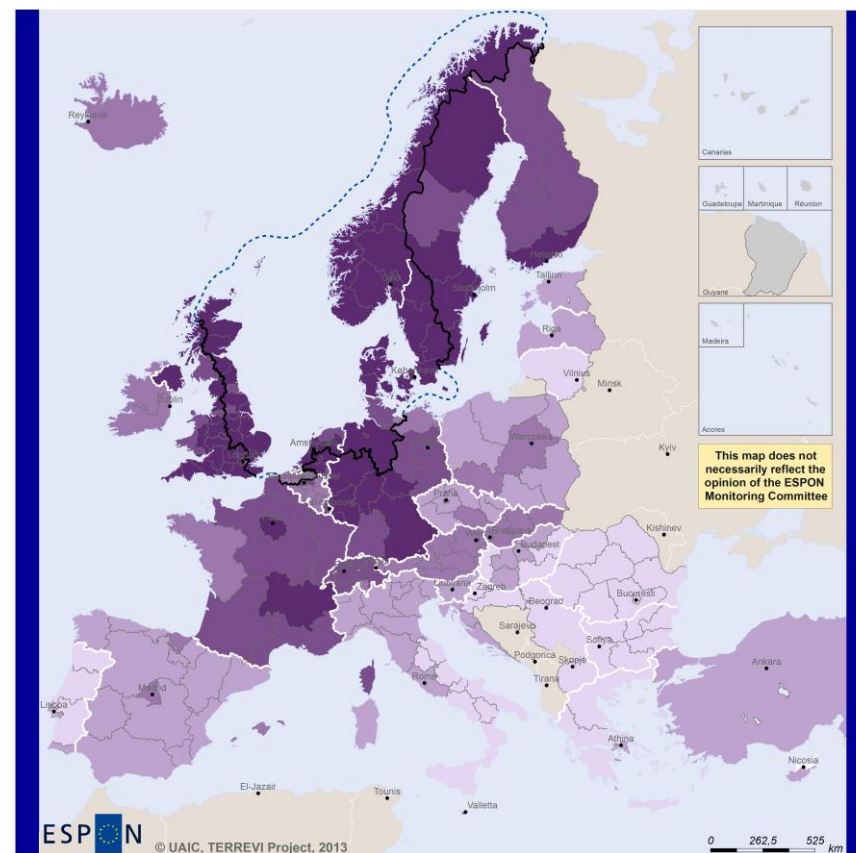 Reykjavik
Canarias
Guadeloupe
Martinique
Réunion
Guyane
Madeira
Acores
Helsinki
Tallinn
Oslo
Stockholm
Riga
København
Vilnius
Minsk
Dublin
Amsterdam
London
Warszawa
Kyiv
This map does not
necessarily reflect the
opinion of the ESPON
Monitoring Committee
Praha
Kishinev
Wien
Bratislava
Budapest
Ljubljana
Zagreb
Beograd
Bucuresti
Sarajevo
Sofiya
Podgorica
Skopje
Tirana
Roma
Madrid
Lisboa
Ankara
Athina
Nicosia
El-Jazair
Tounis
Valletta
ESPON
© UAIC, TERREVI Project, 2013
0 262,5 525
km